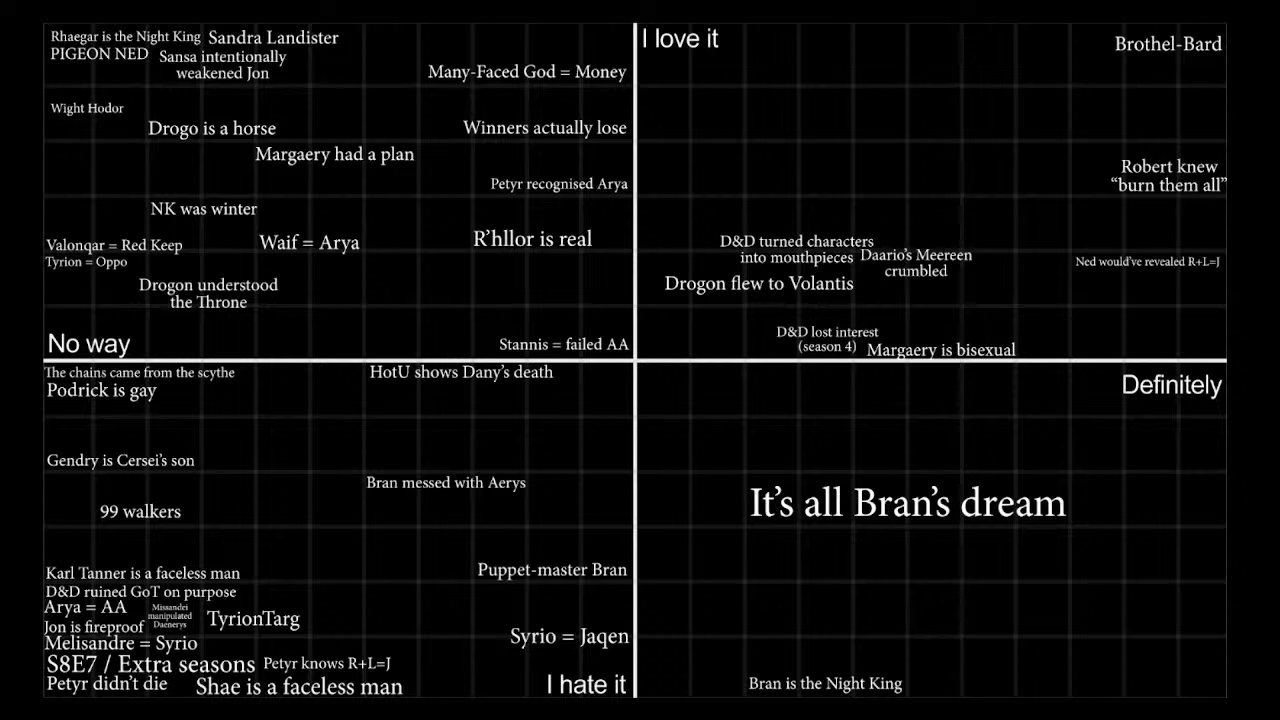 Rhaegar is the Night King
Sandra Landister
PIGEON NED
Sansa intentionally
weakened Jon
Many-Faced God = Money
Wight Hodor
Drogo is a horse
Winners actually lose
Margaery had a plan
Petyr recognised Arya
NK was winter
Valonqar = Red Keep
Waif = Arya
R'hllor is real
Tyrion = Oppo
Drogon understood
the Throne
No way
Stannis = failed AA
I love it
Brothel-Bard
Robert knew
“burn them all”
D&D turned characters
into mouthpieces
Daario's Meereen
crumbled
Ned would've revealed R+L=J
Drogon flew to Volantis
D&D lost interest
(season 4)
Margaery is bisexual
The chains came from the scythe
HotU shows Dany's death
Podrick is gay
Gendry is Cersei's son
Bran messed with Aerys
99 walkers
Karl Tanner is a faceless man
Puppet-master Bran
D&D ruined GoT on purpose
Arya = AA
Missandei
manipulated
Daenerys
TyrionTarg
Jon is fireproof
Syrio = Jaqen
Melisandre = Syrio
S8E7 / Extra seasons
Petyr knows R+L=J
Petyr didn't die
Shae is a faceless man
I hate it
Definitely
It's all Bran's dream
Bran is the Night King